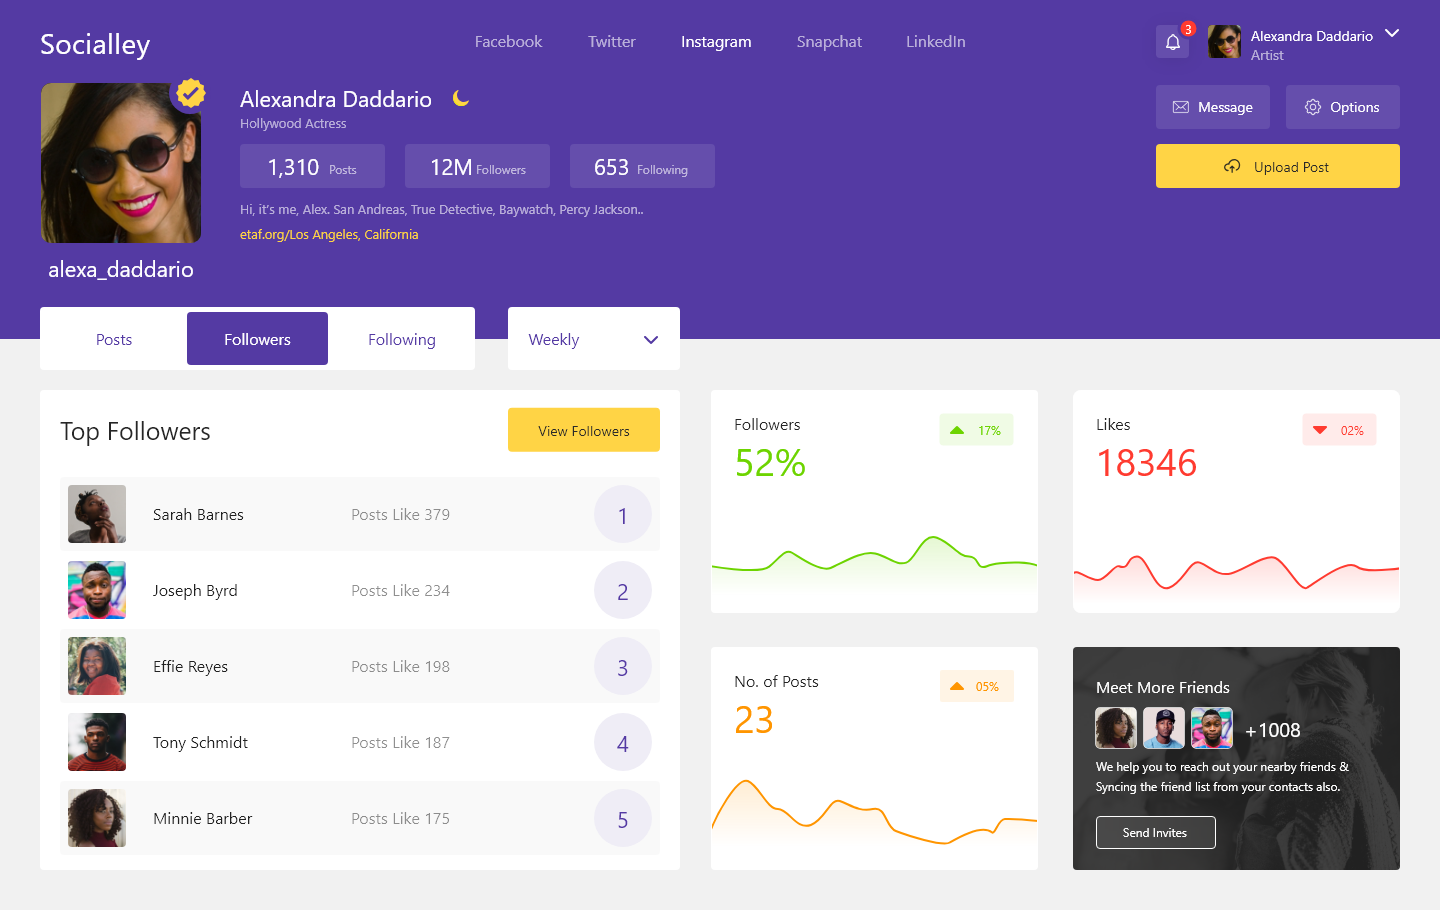 Socialley
Facebook
Twitter
Instagram
Snapchat
LinkedIn
3
Alexandra Daddario
Artist
Alexandra Daddario
Hollywood Actress
1,310 Posts
12M Followers
653 Following
Hi, it's me, Alex. San Andreas, True Detective, Baywatch, Percy Jackson..
etaf.org/Los Angeles, California
alexa_daddario
Message
Options
Upload Post
Posts
Followers
Following
Weekly
Top Followers
View Followers
Sarah Barnes
Posts Like 379
1
Joseph Byrd
Posts Like 234
2
Effie Reyes
Posts Like 198
3
Tony Schmidt
Posts Like 187
4
Minnie Barber
Posts Like 175
5
Followers
17%
52%
Likes
02%
18346
No. of Posts
05%
23
Meet More Friends
+1008
We help you to reach out your nearby friends &
Syncing the friend list from your contacts also.
Send Invites